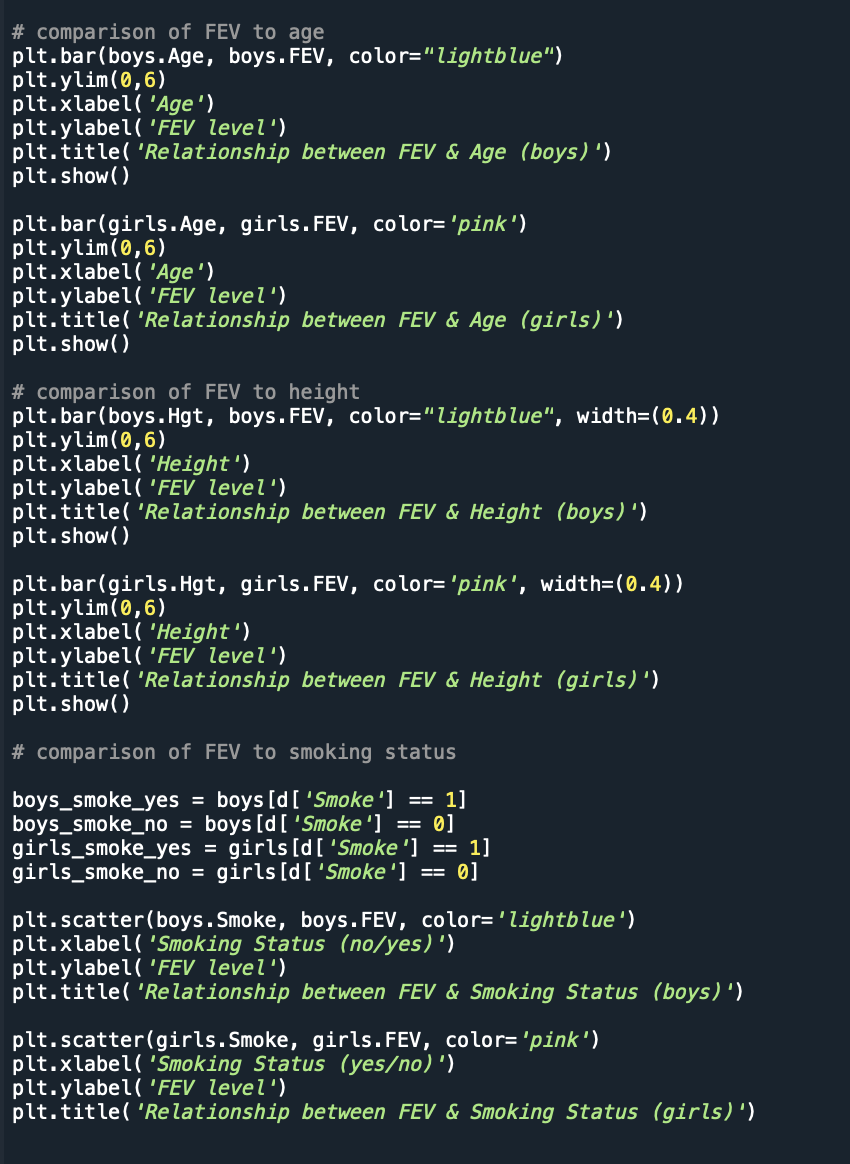 # comparison of FEV to age
plt.bar(boys.Age, boys.FEV, color="lightblue")
plt.ylim(0,6)
plt.xlabel('Age')
plt.ylabel('FEV level')
plt.title('Relationship between FEV & Age (boys)')
plt.show()

plt.bar(girls.Age, girls.FEV, color='pink')
plt.ylim(0,6)
plt.xlabel('Age')
plt.ylabel('FEV level')
plt.title('Relationship between FEV & Age (girls)')
plt.show()

# comparison of FEV to height
plt.bar(boys.Hgt, boys.FEV, color="lightblue", width=(0.4))
plt.ylim(0,6)
plt.xlabel('Height')
plt.ylabel('FEV level')
plt.title('Relationship between FEV & Height (boys)')
plt.show()

plt.bar(girls.Hgt, girls.FEV, color='pink', width=(0.4))
plt.ylim(0,6)
plt.xlabel('Height')
plt.ylabel('FEV level')
plt.title('Relationship between FEV & Height (girls)')
plt.show()

# comparison of FEV to smoking status

boys_smoke_yes = boys[d['Smoke'] == 1]
boys_smoke_no = boys[d['Smoke'] == 0]
girls_smoke_yes = girls[d['Smoke'] == 1]
girls_smoke_no = girls[d['Smoke'] == 0]

plt.scatter(boys.Smoke, boys.FEV, color='lightblue')
plt.xlabel('Smoking Status (no/yes)')
plt.ylabel('FEV level')
plt.title('Relationship between FEV & Smoking Status (boys)')

plt.scatter(girls.Smoke, girls.FEV, color='pink')
plt.xlabel('Smoking Status (yes/no)')
plt.ylabel('FEV level')
plt.title('Relationship between FEV & Smoking Status (girls)')